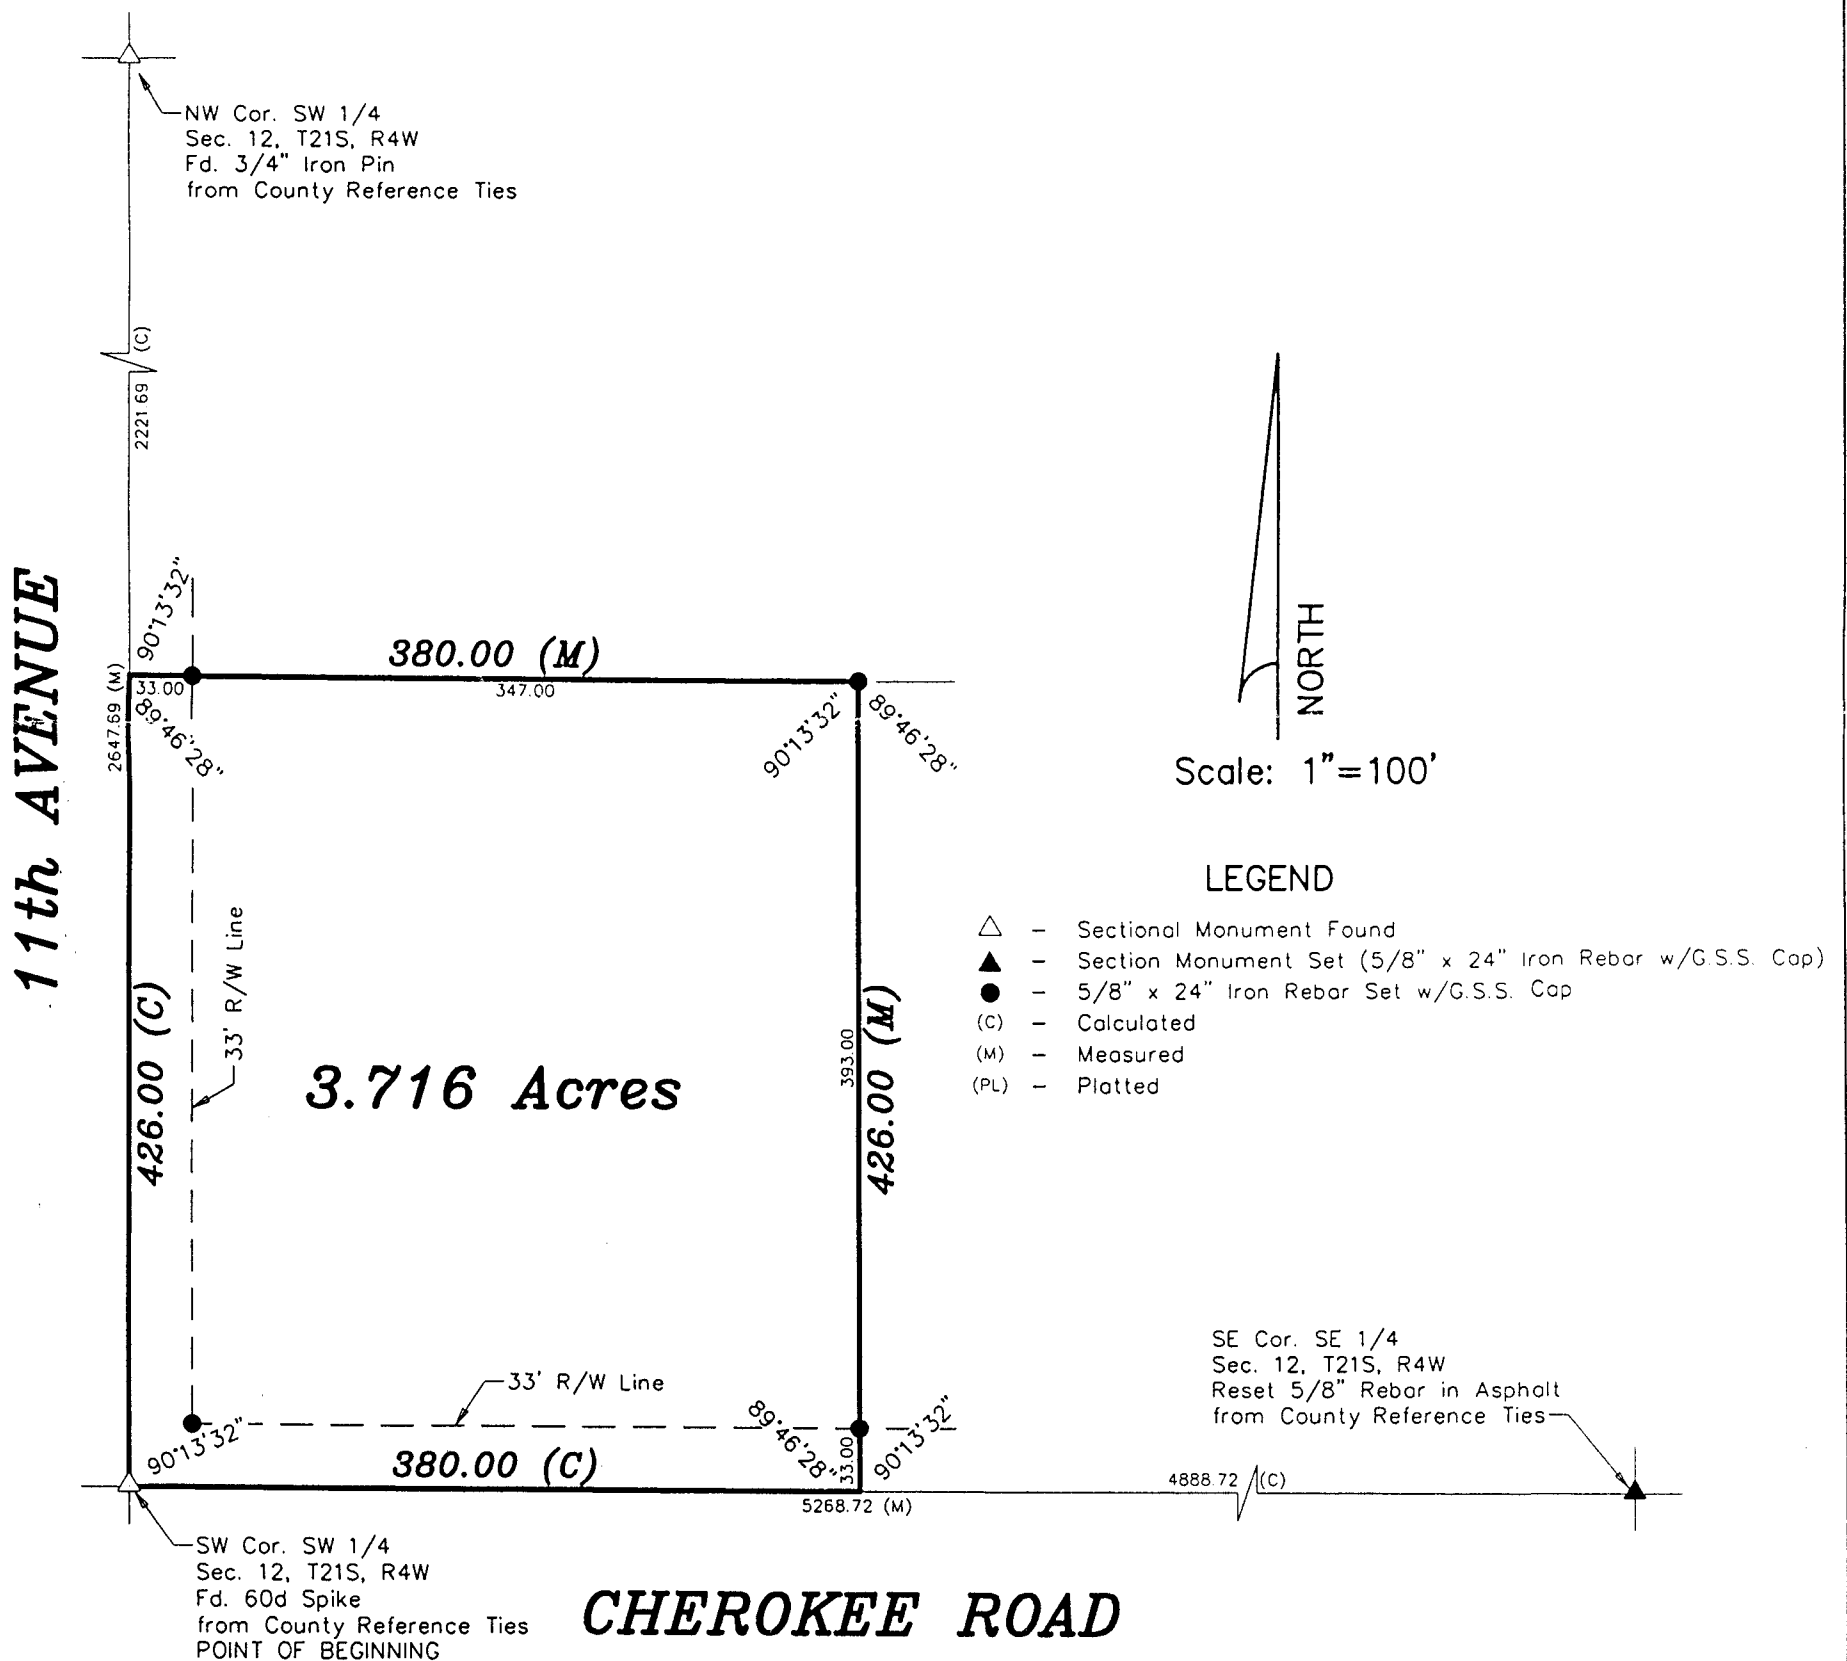 NW Cor. SW 1/4
Sec. 12, T21S, R4W
Fd. 3/4" Iron Pin
from County Reference Ties
2221.69 (C)
11th AVENUE
2647.69 (M)
90°13'32"
33.00
89°46'28"
380.00 (M)
347.00
90°13'32"
89°46'28"
NORTH
Scale: 1"=100'
LEGEND
△ – Sectional Monument Found
▲ – Section Monument Set (5/8" x 24" Iron Rebar w/G.S.S. Cap)
● – 5/8" x 24" Iron Rebar Set w/G.S.S. Cap
(C) – Calculated
(M) – Measured
(PL) – Platted
426.00 (C)
33' R/W Line
3.716 Acres
393.00
426.00 (M)
33' R/W Line
90°13'32"
380.00 (C)
89°46'28"
33.00
90°13'32"
5268.72 (M)
4888.72 (C)
SE Cor. SE 1/4
Sec. 12, T21S, R4W
Reset 5/8" Rebar in Asphalt
from County Reference Ties
SW Cor. SW 1/4
Sec. 12, T21S, R4W
Fd. 60d Spike
from County Reference Ties
POINT OF BEGINNING
CHEROKEE ROAD